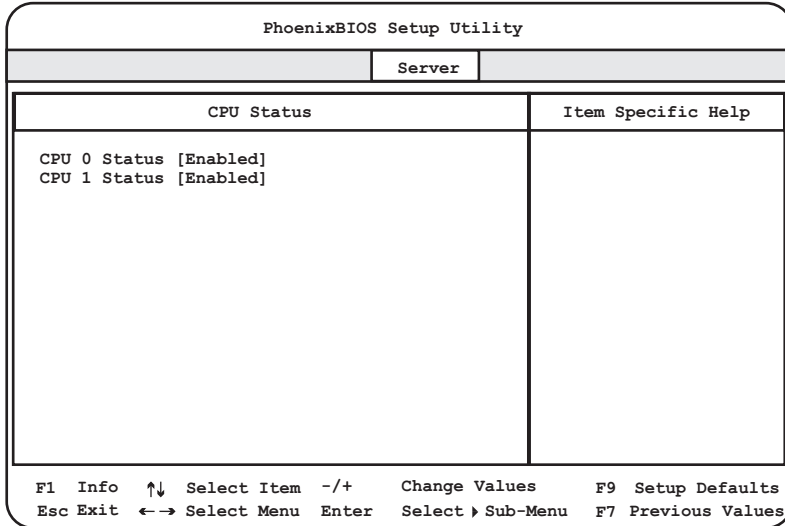 PhoenixBIOS Setup Utility
Server
CPU Status
Item Specific Help
CPU 0 Status [Enabled]
CPU 1 Status [Enabled]
F1 Info ↑↓ Select Item -/+ Change Values F9 Setup Defaults
Esc Exit ←→ Select Menu Enter Select ▶ Sub-Menu F7 Previous Values